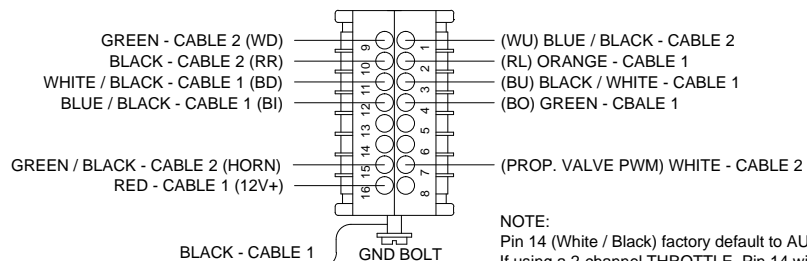 GREEN - CABLE 2 (WD)
BLACK - CABLE 2 (RR)
WHITE / BLACK - CABLE 1 (BD)
BLUE / BLACK - CABLE 1 (BI)
GREEN / BLACK - CABLE 2 (HORN)
RED - CABLE 1 (12V+)
BLACK - CABLE 1
9
10
11
12
13
14
15
16
1
2
3
4
5
6
7
8
(WU) BLUE / BLACK - CABLE 2
(RL) ORANGE - CABLE 1
(BU) BLACK / WHITE - CABLE 1
(BO) GREEN - CBALE 1
(PROP. VALVE PWM) WHITE - CABLE 2
GND BOLT
NOTE:
Pin 14 (White / Black) factory default to AU
If using a 2-channel THROTTLE, Pin 14 wi